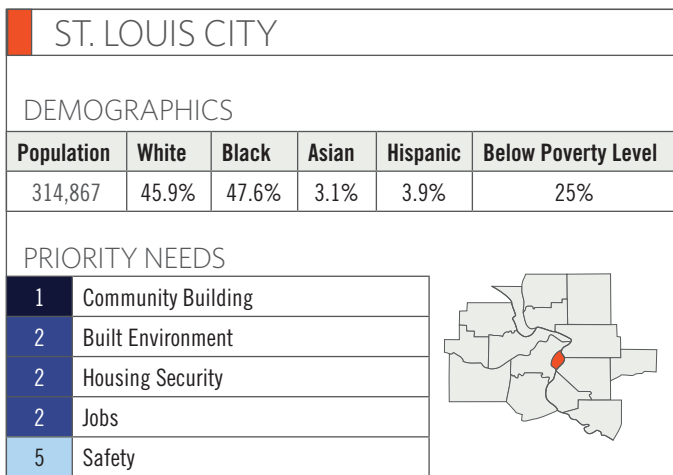 ST. LOUIS CITY
DEMOGRAPHICS
Population White Black Asian Hispanic Below Poverty Level
314,867 45.9% 47.6% 3.1% 3.9% 25%
PRIORITY NEEDS
1 Community Building
2 Built Environment
2 Housing Security
2 Jobs
5 Safety